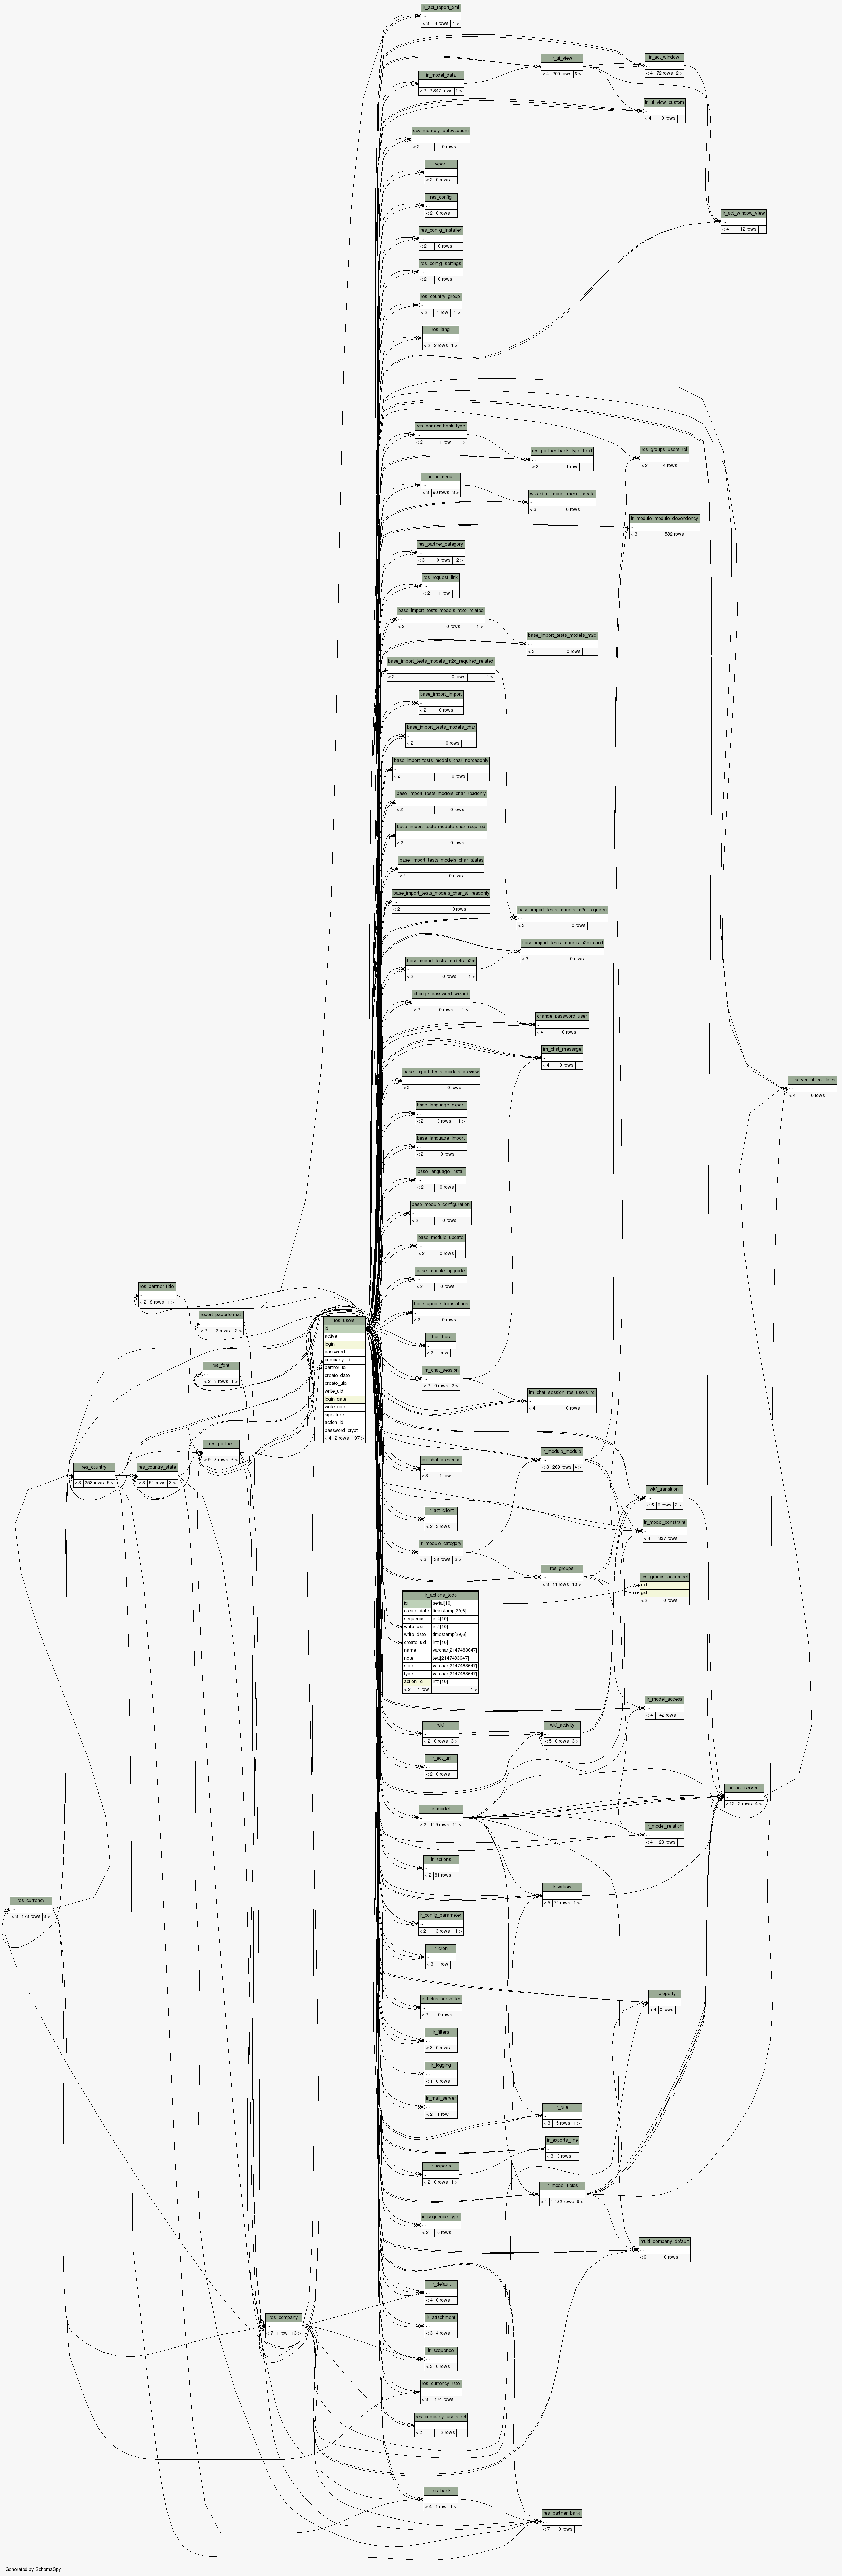 ir_act_report_xml
...
< 3 4 rows 1 >
ir_ui_view
...
< 4 200 rows 6 >
ir_act_window
...
< 4 72 rows 2 >
ir_model_data
...
< 2 2,847 rows 1 >
ir_ui_view_custom
...
< 4 0 rows
osv_memory_autovacuum
...
< 2 0 rows
report
...
< 2 0 rows
res_config
...
< 2 0 rows
ir_act_window_view
...
< 4 12 rows
res_config_installer
...
< 2 0 rows
res_config_settings
...
< 2 0 rows
res_country_group
...
< 2 1 row 1 >
res_lang
...
< 2 2 rows 1 >
res_partner_bank_type
...
< 2 1 row 1 >
res_partner_bank_type_field
...
< 3 1 row
res_groups_users_rel
...
< 2 4 rows
ir_ui_menu
...
< 3 90 rows 3 >
wizard_ir_model_menu_create
...
< 3 0 rows
ir_module_module_dependency
...
< 3 562 rows
res_partner_category
...
< 3 0 rows 2 >
res_request_link
...
< 2 1 row
base_import_tests_models_m2o_related
...
< 2 0 rows 1 >
base_import_tests_models_m2o
...
< 3 0 rows
base_import_tests_models_m2o_required_related
...
< 2 0 rows 1 >
base_import_import
...
< 2 0 rows
base_import_tests_models_char
...
< 2 0 rows
base_import_tests_models_char_noreadonly
...
< 2 0 rows
base_import_tests_models_char_readonly
...
< 2 0 rows
base_import_tests_models_char_required
...
< 2 0 rows
base_import_tests_models_char_states
...
< 2 0 rows
base_import_tests_models_char_stillreadonly
...
< 2 0 rows
base_import_tests_models_m2o_required
...
< 3 0 rows
base_import_tests_models_o2m_child
...
< 3 0 rows
base_import_tests_models_o2m
...
< 2 0 rows 1 >
change_password_wizard
...
< 2 0 rows 1 >
change_password_user
...
< 4 0 rows
im_chat_message
...
< 4 0 rows
base_import_tests_models_preview
...
< 2 0 rows
ir_server_object_lines
...
< 4 0 rows
base_language_export
...
< 2 0 rows 1 >
base_language_import
...
< 2 0 rows
base_language_install
...
< 2 0 rows
base_module_configuration
...
< 2 0 rows
base_module_update
...
< 2 0 rows
base_module_upgrade
...
< 2 0 rows
res_partner_title
...
< 2 8 rows 1 >
base_update_translations
...
< 2 0 rows
report_paperformat
...
< 2 2 rows 2 >
res_users
id
active
login
password
company_id
partner_id
create_date
create_uid
write_uid
login_date
write_date
signature
action_id
password_crypt
< 4 2 rows 197 >
bus_bus
...
< 2 1 row
res_font
...
< 2 3 rows 1 >
im_chat_session
...
< 2 0 rows 2 >
im_chat_session_res_users_rel
...
< 4 0 rows
res_partner
...
< 9 3 rows 6 >
im_chat_presence
...
< 3 1 row
ir_module_module
...
< 3 269 rows 4 >
res_country
...
< 3 253 rows 5 >
res_country_state
...
< 3 51 rows 3 >
wkf_transition
...
< 5 0 rows 2 >
ir_act_client
...
< 2 3 rows
ir_model_constraint
...
< 4 337 rows
ir_module_category
...
< 3 38 rows 3 >
res_groups
...
< 3 11 rows 13 >
res_groups_action_rel
uid
gid
< 2 0 rows
ir_actions_todo
id serial[10]
create_date timestamp[29,6]
sequence int4[10]
write_uid int4[10]
write_date timestamp[29,6]
create_uid int4[10]
name varchar[2147483647]
note text[2147483647]
state varchar[2147483647]
type varchar[2147483647]
action_id int4[10]
< 2 1 row 1 >
ir_model_access
...
< 4 142 rows
wkf
...
< 2 0 rows 3 >
wkf_activity
...
< 5 0 rows 3 >
ir_act_url
...
< 2 0 rows
ir_act_server
...
< 12 2 rows 4 >
ir_model
...
< 2 119 rows 11 >
ir_model_relation
...
< 4 23 rows
ir_actions
...
< 2 81 rows
ir_values
...
< 5 72 rows 1 >
res_currency
...
< 3 173 rows 3 >
ir_config_parameter
...
< 2 3 rows 1 >
ir_cron
...
< 3 1 row
ir_fields_converter
...
< 2 0 rows
ir_property
...
< 4 0 rows
ir_filters
...
< 3 0 rows
ir_logging
...
< 1 0 rows
ir_mail_server
...
< 2 1 row
ir_rule
...
< 3 15 rows 1 >
ir_exports_line
...
< 3 0 rows
ir_exports
...
< 2 0 rows 1 >
ir_model_fields
...
< 4 1,182 rows 9 >
ir_sequence_type
...
< 2 0 rows
multi_company_default
...
< 6 0 rows
ir_default
...
< 4 0 rows
res_company
...
< 7 1 row 13 >
ir_attachment
...
< 3 4 rows
ir_sequence
...
< 3 0 rows
res_currency_rate
...
< 3 174 rows
res_company_users_rel
...
< 2 2 rows
res_bank
...
< 4 1 row 1 >
res_partner_bank
...
< 7 0 rows
Generated by SchemaSpy